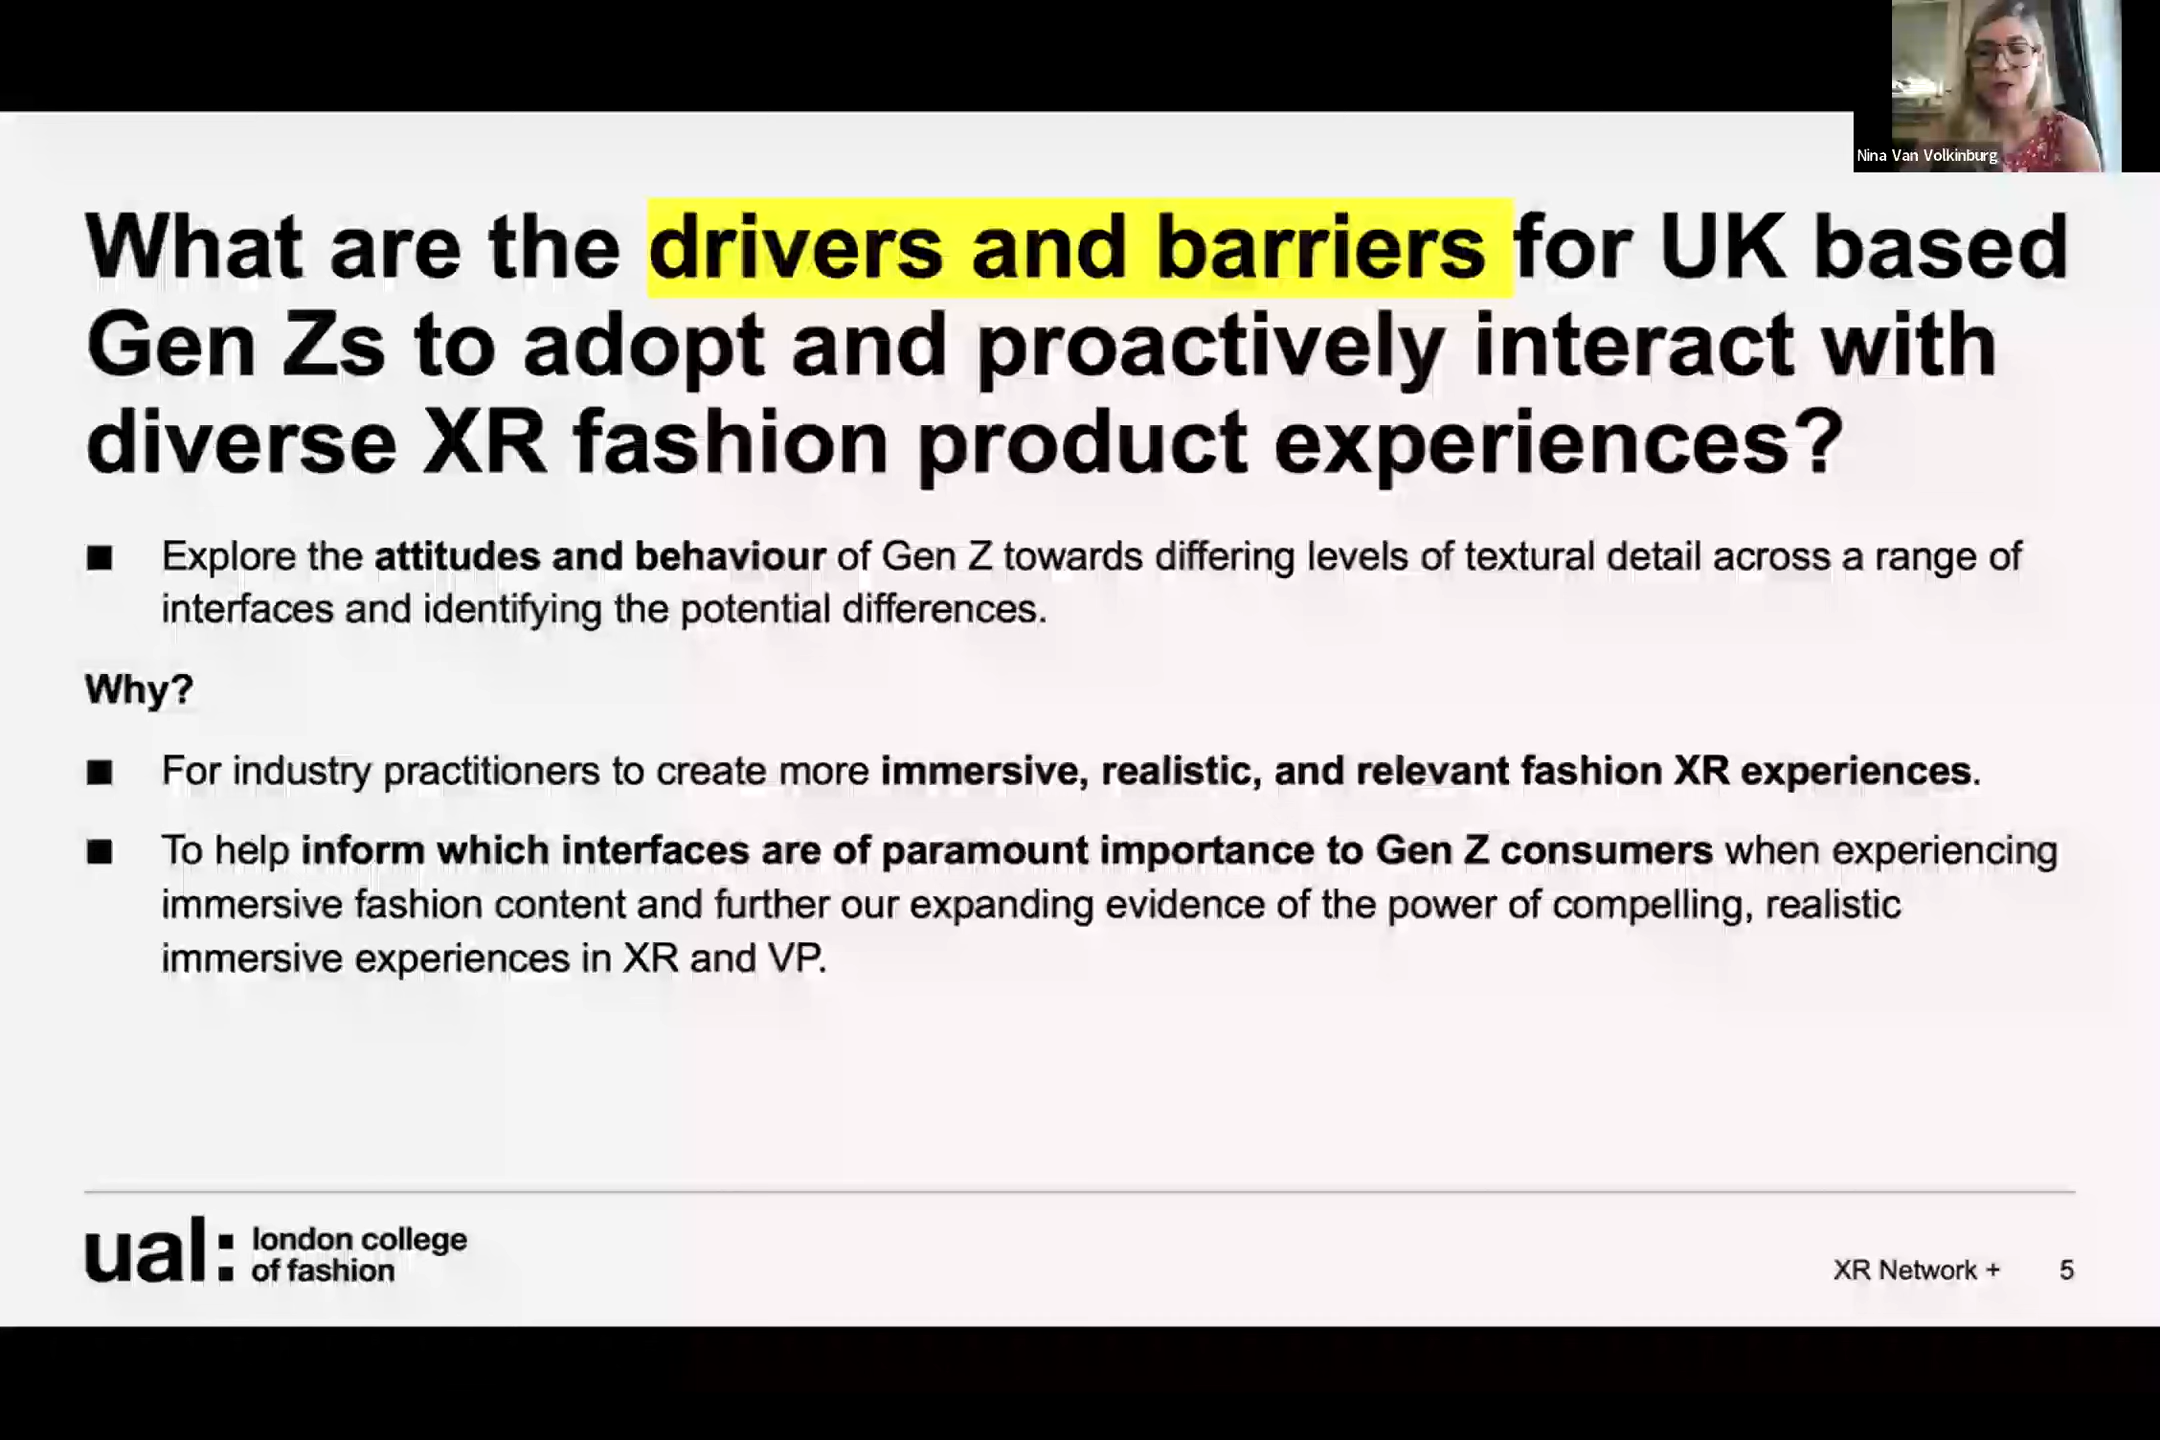 Nina Van Volkinburg
What are the drivers and barriers for UK based
Gen Zs to adopt and proactively interact with
diverse XR fashion product experiences?
Explore the attitudes and behaviour of Gen Z towards differing levels of textural detail across a range of
interfaces and identifying the potential differences.
Why?
For industry practitioners to create more immersive, realistic, and relevant fashion XR experiences.
To help inform which interfaces are of paramount importance to Gen Z consumers when experiencing
immersive fashion content and further our expanding evidence of the power of compelling, realistic
immersive experiences in XR and VP.
ual: london college
of fashion
XR Network + 5